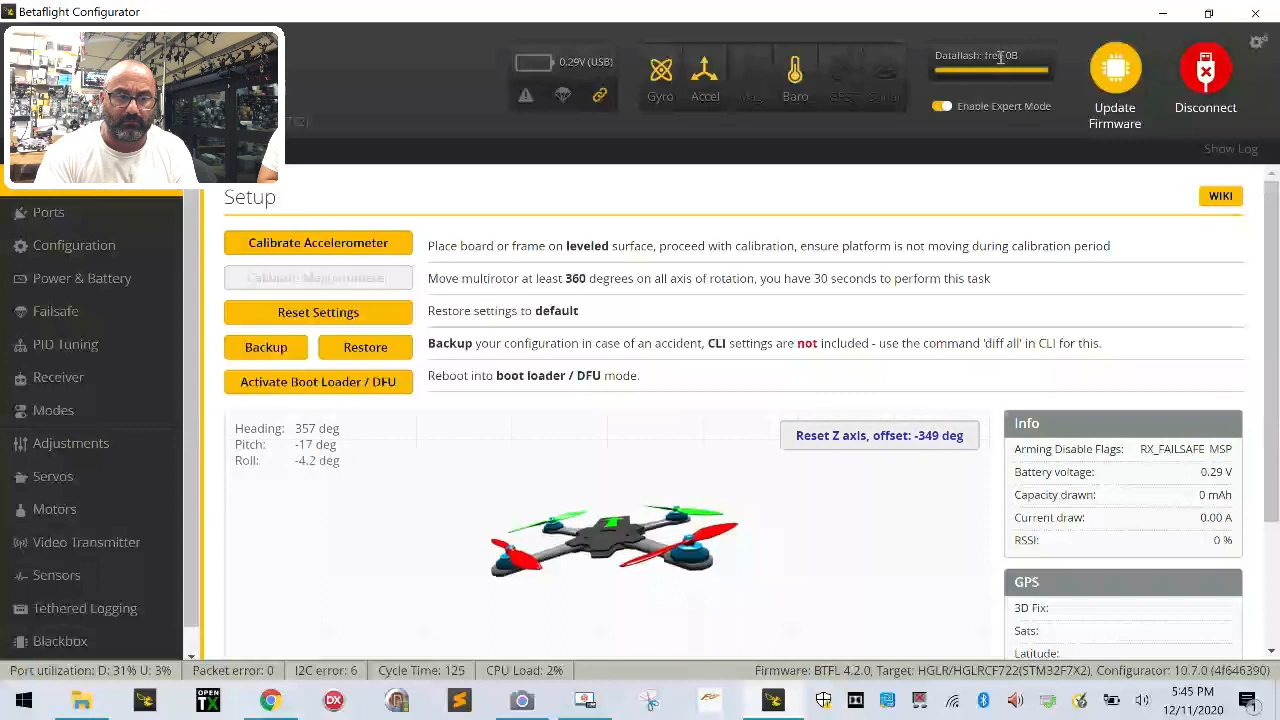 Betaflight Configurator
0.29V (USB)
Gyro
Accel
Baro
Enable Expert Mode
Update
Firmware
Disconnect
Show Log
Ports
Configuration
Power & Battery
Failsafe
PID Tuning
Receiver
Modes
Adjustments
Servos
Motors
Video Transmitter
Sensors
Tethered Logging
Blackbox
Setup
WIKI
Calibrate Accelerometer
Place board or frame on leveled surface, proceed with calibration, ensure platform is not moving during calibration period
Calibrate Magnetometer
Move multirotor at least 360 degrees on all axis of rotation, you have 30 seconds to perform this task
Reset Settings
Restore settings to default
Backup
Restore
Backup your configuration in case of an accident, CLI settings are not included - use the command 'diff all' in CLI for this.
Activate Boot Loader / DFU
Reboot into boot loader / DFU mode.
Heading: 357 deg
Pitch: -17 deg
Roll: -4.2 deg
Reset Z axis, offset: -349 deg
Info
Arming Disable Flags: RX_FAILSAFE MSP
Battery voltage: 0.29 V
Capacity drawn: 0 mAh
Current draw: 0.00 A
RSSI: 0 %
GPS
3D Fix:
Sats:
Latitude:
Port utilization: D: 31% U: 3%
Packet error: 0
I2C error: 6
Cycle Time: 125
CPU Load: 2%
Firmware: BTFL 4.2.0, Target: HGLR/HGLRCF722(STM32F7X2), Configurator: 10.7.0 (4f646390)
OPEN
TX
DX
5:45 PM
12/11/2020